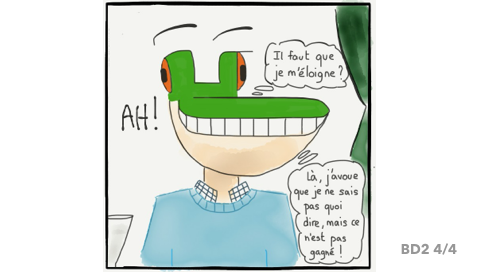 Il faut que
je m'éloigne?
AH!
Là, j'avoue
que je ne sais
pas quoi
dire, mais ce
n'est pas
gagné!
BD2 4/4